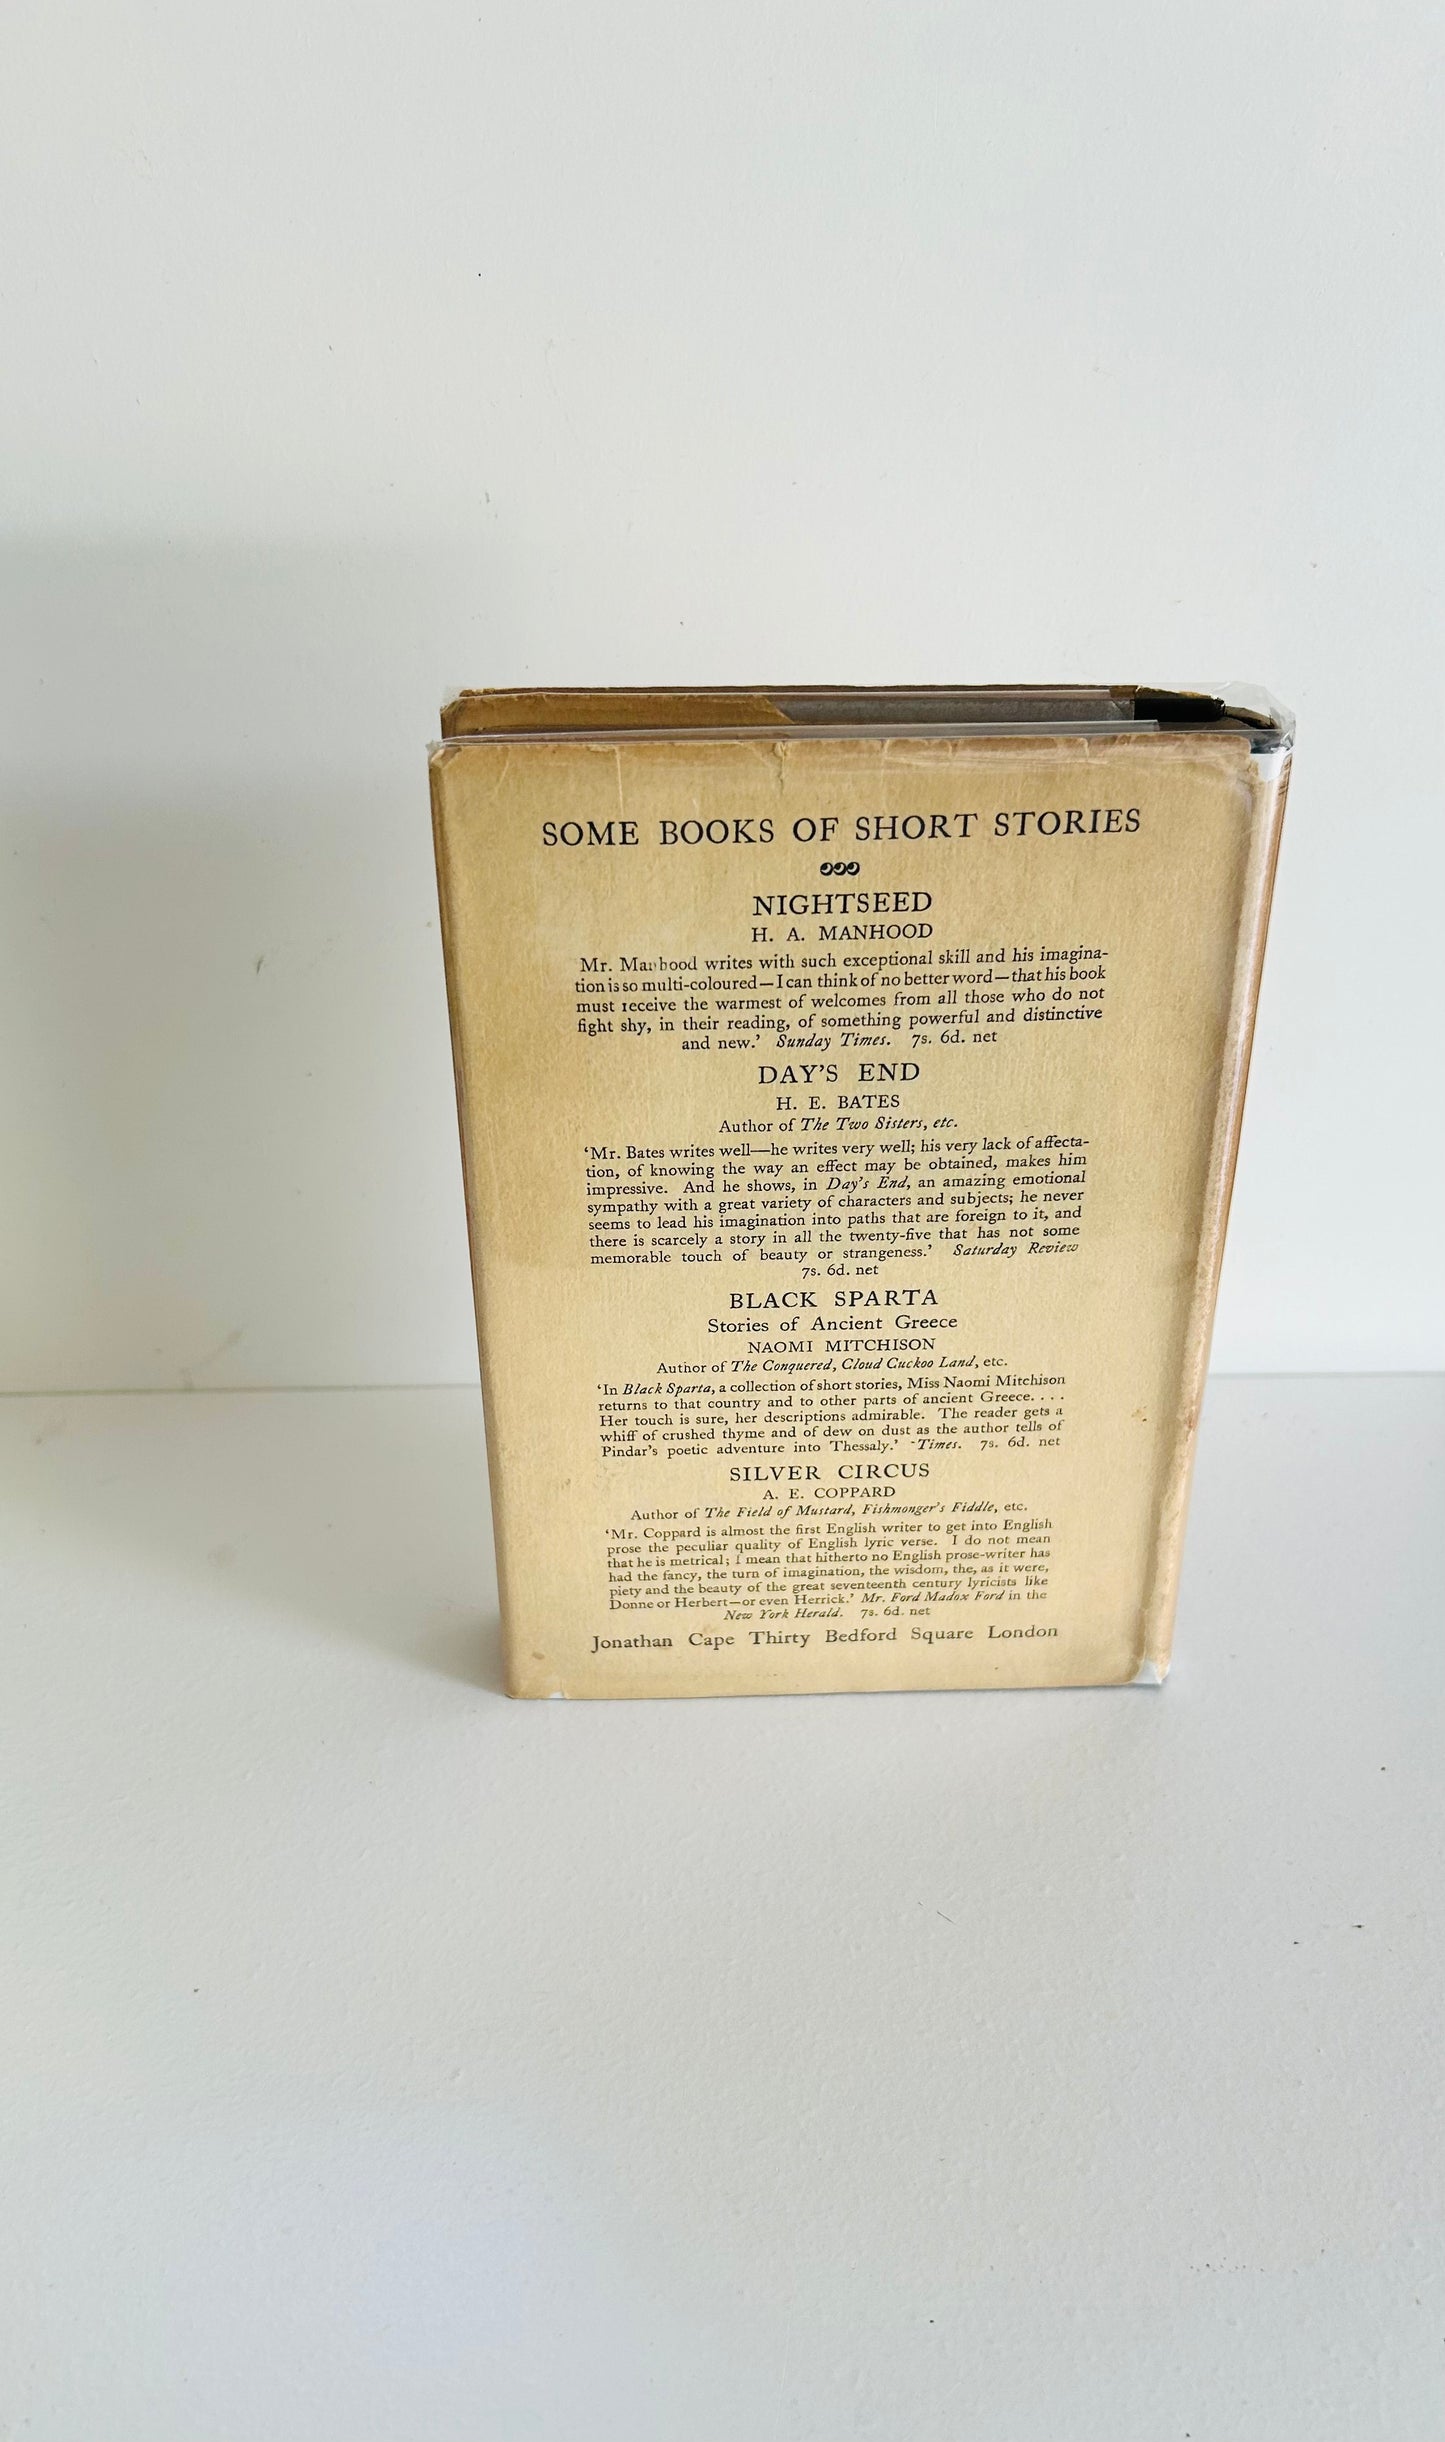 SOME BOOKS OF SHORT STORIES
NIGHTSEED
H. A. MANHOOD
Mr. Manhood writes with such exceptional skill and his imagina-
tion is so multi-coloured—I can think of no better word—that his book
must receive the warmest of welcomes from all those who do not
fight shy, in their reading, of something powerful and distinctive
and new.' Sunday Times. 7s. 6d. net
DAY'S END
H. E. BATES
Author of The Two Sisters, etc.
'Mr. Bates writes well—he writes very well; his very lack of affecta-
tion, of knowing the way an effect may be obtained, makes him
impressive. And he shows, in Day's End, an amazing emotional
sympathy with a great variety of characters and subjects; he never
seems to lead his imagination into paths that are foreign to it, and
there is scarcely a story in all the twenty-five that has not some
memorable touch of beauty or strangeness.' Saturday Review
7s. 6d. net
BLACK SPARTA
Stories of Ancient Greece
NAOMI MITCHISON
Author of The Conquered, Cloud Cuckoo Land, etc.
'In Black Sparta, a collection of short stories, Miss Naomi Mitchison
returns to that country and to other parts of ancient Greece. . . .
Her touch is sure, her descriptions admirable. The reader gets a
whiff of crushed thyme and of dew on dust as the author tells of
Pindar's poetic adventure into Thessaly.' Times. 7s. 6d. net
SILVER CIRCUS
A. E. COPPARD
Author of The Field of Mustard, Fishmonger's Fiddle, etc.
'Mr. Coppard is almost the first English writer to get into English
prose the peculiar quality of English lyric verse. I do not mean
that he is metrical; I mean that hitherto no English prose-writer has
had the fancy, the turn of imagination, the wisdom, the, as it were,
piety and the beauty of the great seventeenth century lyricists like
Donne or Herbert—or even Herrick.' Mr. Ford Madox Ford in the
New York Herald. 7s. 6d. net
Jonathan Cape Thirty Bedford Square London